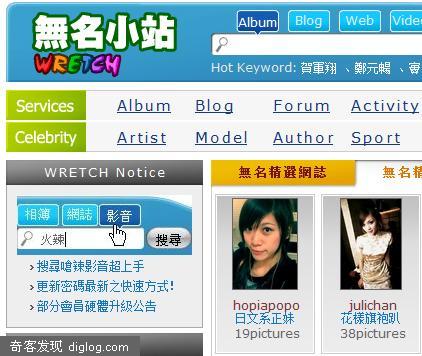 無名小站
WRETCH
Album Blog Web Video
Hot Keyword: 賀軍翔 、鄭元暢 、審
Services Album Blog Forum Activity
Celebrity Artist Model Author Sport
WRETCH Notice
相簿 網誌 影音
火辣 搜尋
搜尋嗆辣影音超上手
更新密碼最新之快速方式!
部分會員硬體升級公告
無名精選網誌 無名精
hopiapopo julichan
日文系正妹 花樣旗袍趴
19pictures 38pictures
奇客发现 diglog.com